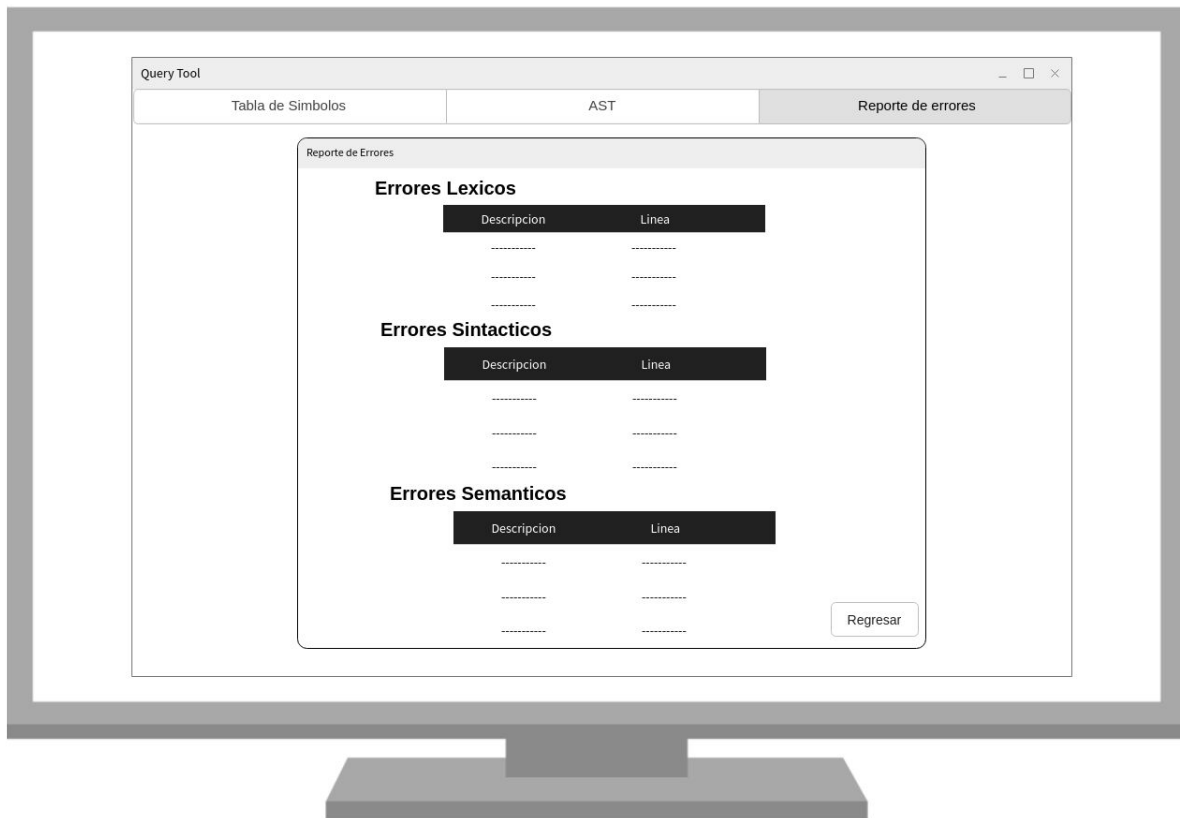 Query Tool
Tabla de Simbolos AST Reporte de errores
Reporte de Errores
Errores Lexicos
Descripcion Linea
----------- -----------
----------- -----------
----------- -----------
Errores Sintacticos
Descripcion Linea
----------- -----------
----------- -----------
----------- -----------
Errores Semanticos
Descripcion Linea
----------- -----------
----------- -----------
----------- -----------
Regresar